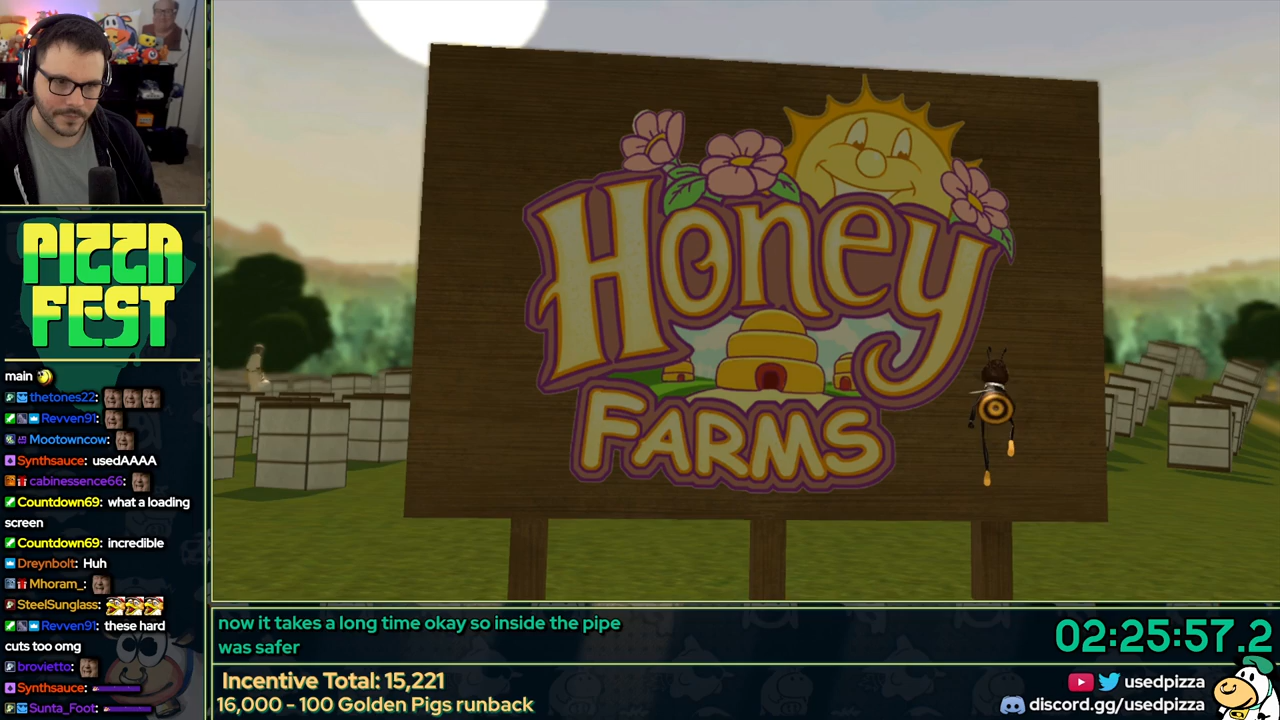 Honey
FARMS
PIZZA
FEST
main
thetones22:
Revven91:
Mootowncow:
Synthsauce: usedAAAA
cabinessence66:
Countdown69: what a loading
screen
Countdown69: incredible
Dreynbolt: Huh
Mhoram_:
SteelSunglass:
Revven91: these hard
cuts too omg
brovietto:
Synthsauce:
Sunta_Foot:
now it takes a long time okay so inside the pipe
was safer
02:25:57.2
Incentive Total: 15,221
16,000 - 100 Golden Pigs runback
usedpizza
discord.gg/usedpizza